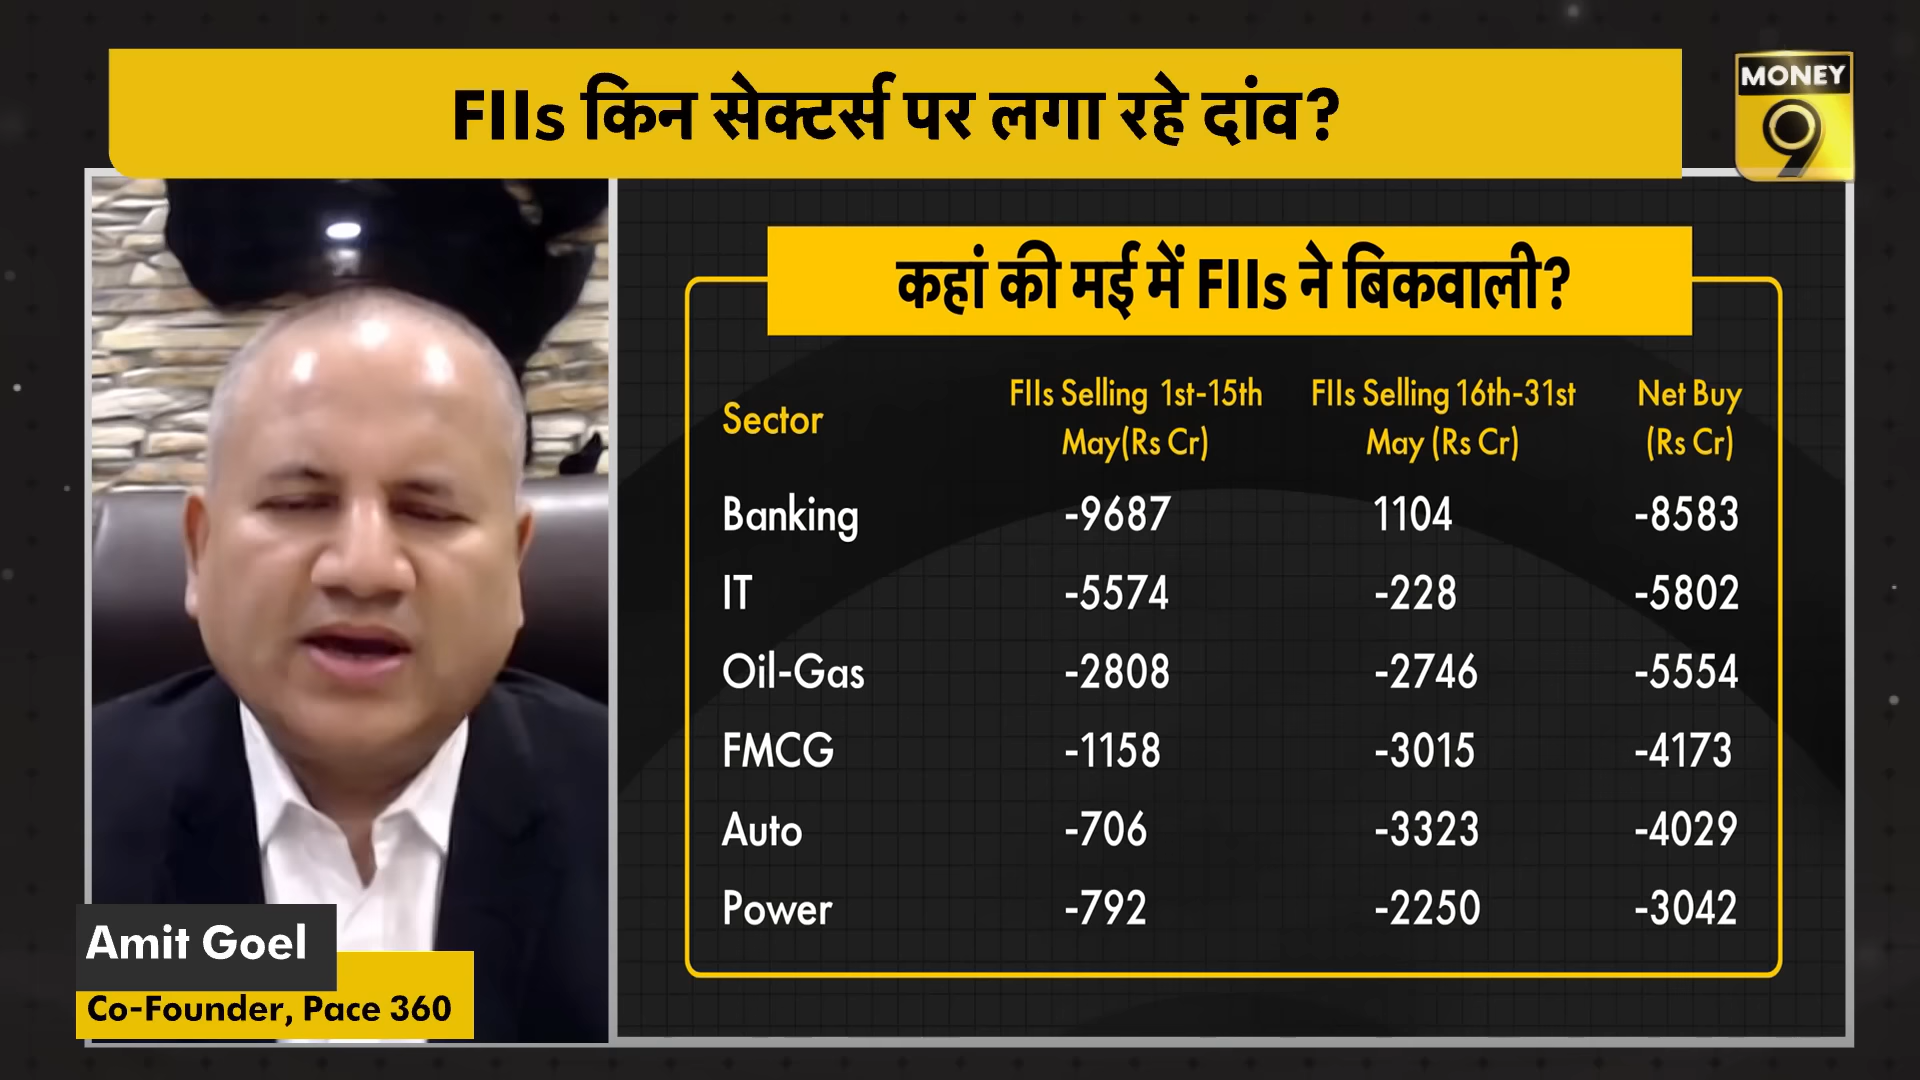 FIIs किन सेक्टर्स पर लगा रहे दांव?
MONEY
9
कहां की मई में FIIs ने बिकवाली?
Sector FIIs Selling 1st-15th May(Rs Cr) FIIs Selling 16th-31st May (Rs Cr) Net Buy (Rs Cr)
Banking -9687 1104 -8583
IT -5574 -228 -5802
Oil-Gas -2808 -2746 -5554
FMCG -1158 -3015 -4173
Auto -706 -3323 -4029
Power -792 -2250 -3042
Amit Goel
Co-Founder, Pace 360